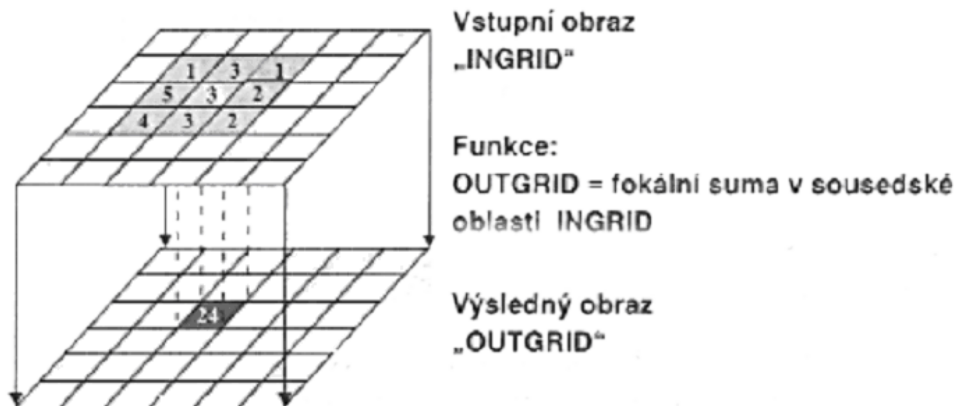 Vstupní obraz
„INGRID“
1 3 1
5 3 2
4 3 2
Funkce:
OUTGRID = fokální suma v sousedské
oblasti INGRID
24
Výsledný obraz
„OUTGRID“